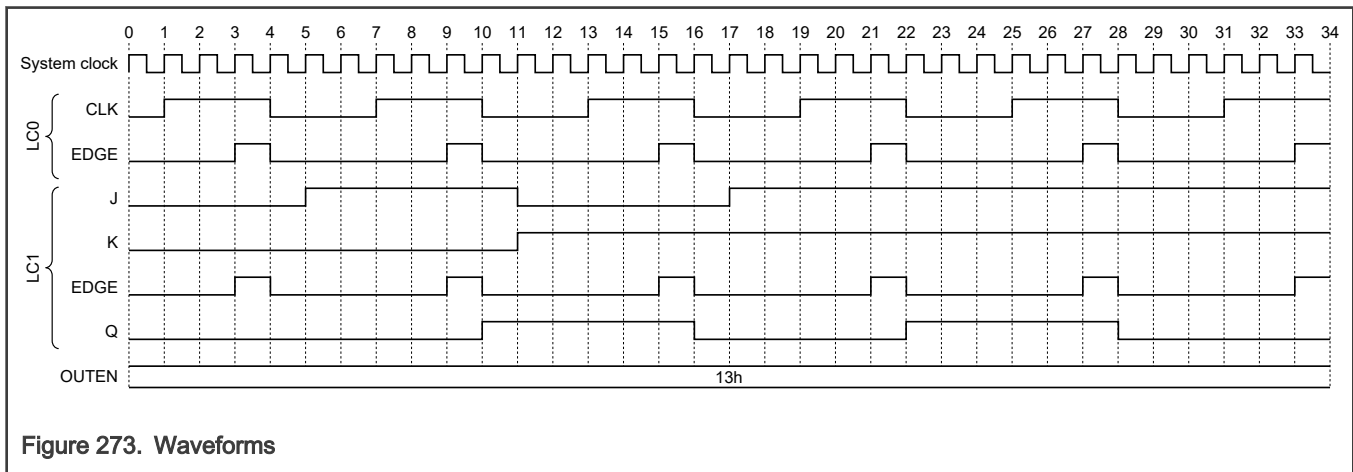 0 1 2 3 4 5 6 7 8 9 10 11 12 13 14 15 16 17 18 19 20 21 22 23 24 25 26 27 28 29 30 31 32 33 34
System clock
LC0
CLK
EDGE
LC1
J
K
EDGE
Q
OUTEN 13h
Figure 273. Waveforms